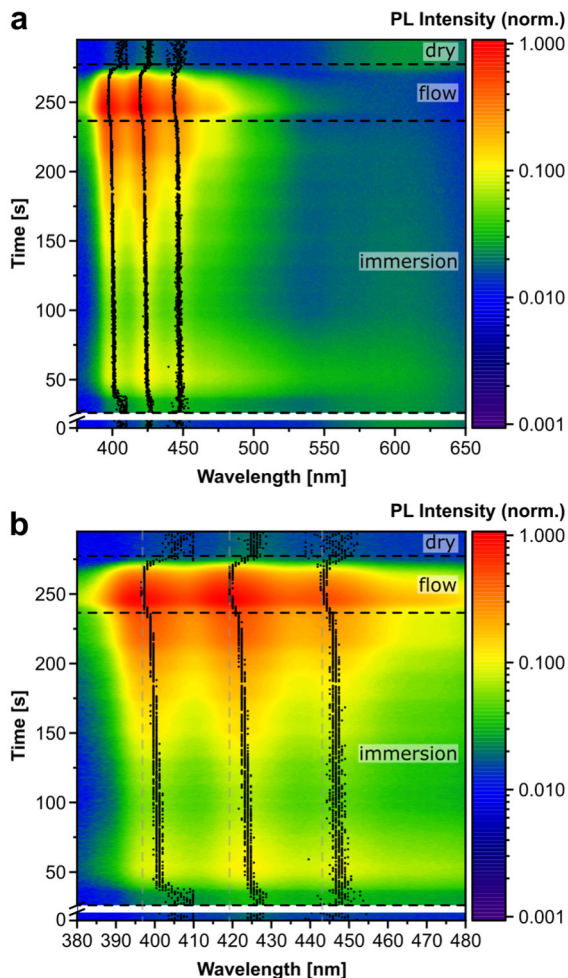 a
PL Intensity (norm.)
dry
flow
immersion
250
200
150
100
50
0
Time [s]
400 450 500 550 600 650
Wavelength [nm]
1.000
0.100
0.010
0.001
b
PL Intensity (norm.)
dry
flow
immersion
250
200
150
100
50
0
Time [s]
380 390 400 410 420 430 440 450 460 470 480
Wavelength [nm]
1.000
0.100
0.010
0.001